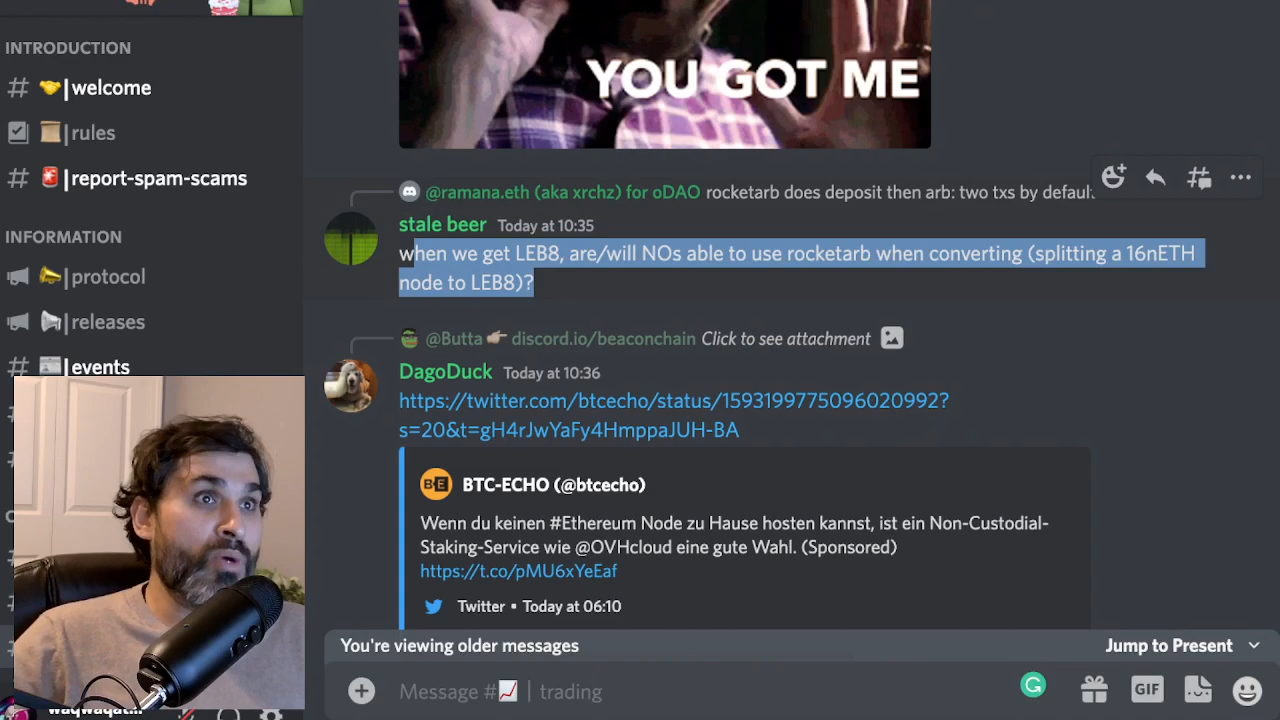 INTRODUCTION
# 🤝|welcome
📜|rules
# 🚨|report-spam-scams
INFORMATION
📣|protocol
📢|releases
# 📰|events
YOU GOT ME
@ramana.eth (aka xrchz) for oDAO rocketarb does deposit then arb: two txs by default
stale beer Today at 10:35
when we get LEB8, are/will NOs able to use rocketarb when converting (splitting a 16nETH
node to LEB8)?
@Butta 👉🏼 discord.io/beaconchain Click to see attachment
DagoDuck Today at 10:36
https://twitter.com/btcecho/status/1593199775096020992?
s=20&t=gH4rJwYaFy4HmppaJUH-BA
BE BTC-ECHO (@btcecho)
Wenn du keinen #Ethereum Node zu Hause hosten kannst, ist ein Non-Custodial-
Staking-Service wie @OVHcloud eine gute Wahl. (Sponsored)
https://t.co/pMU6xYeEaf
Twitter • Today at 06:10
You're viewing older messages
Jump to Present
Message #📈 | trading
GIF
waqwaqat...